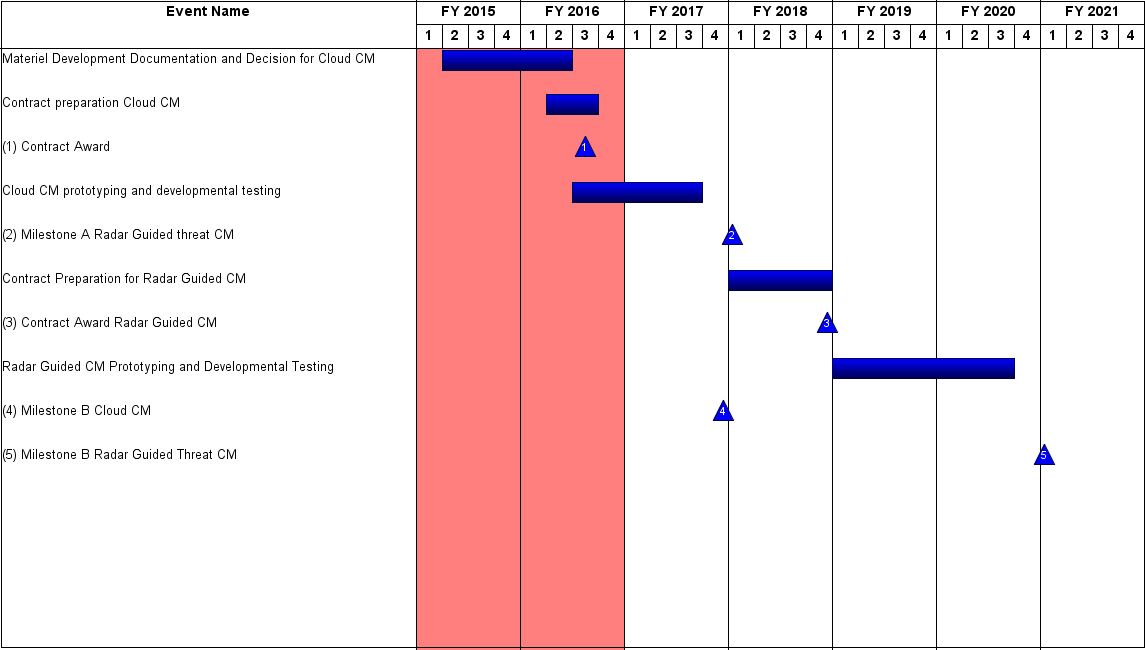 Event Name FY 2015 FY 2016 FY 2017 FY 2018 FY 2019 FY 2020 FY 2021
1 2 3 4 1 2 3 4 1 2 3 4 1 2 3 4 1 2 3 4 1 2 3 4 1 2 3 4
Materiel Development Documentation and Decision for Cloud CM
Contract preparation Cloud CM
(1) Contract Award 1
Cloud CM prototyping and developmental testing
(2) Milestone A Radar Guided threat CM 2
Contract Preparation for Radar Guided CM
(3) Contract Award Radar Guided CM 3
Radar Guided CM Prototyping and Developmental Testing
(4) Milestone B Cloud CM 4
(5) Milestone B Radar Guided Threat CM 5